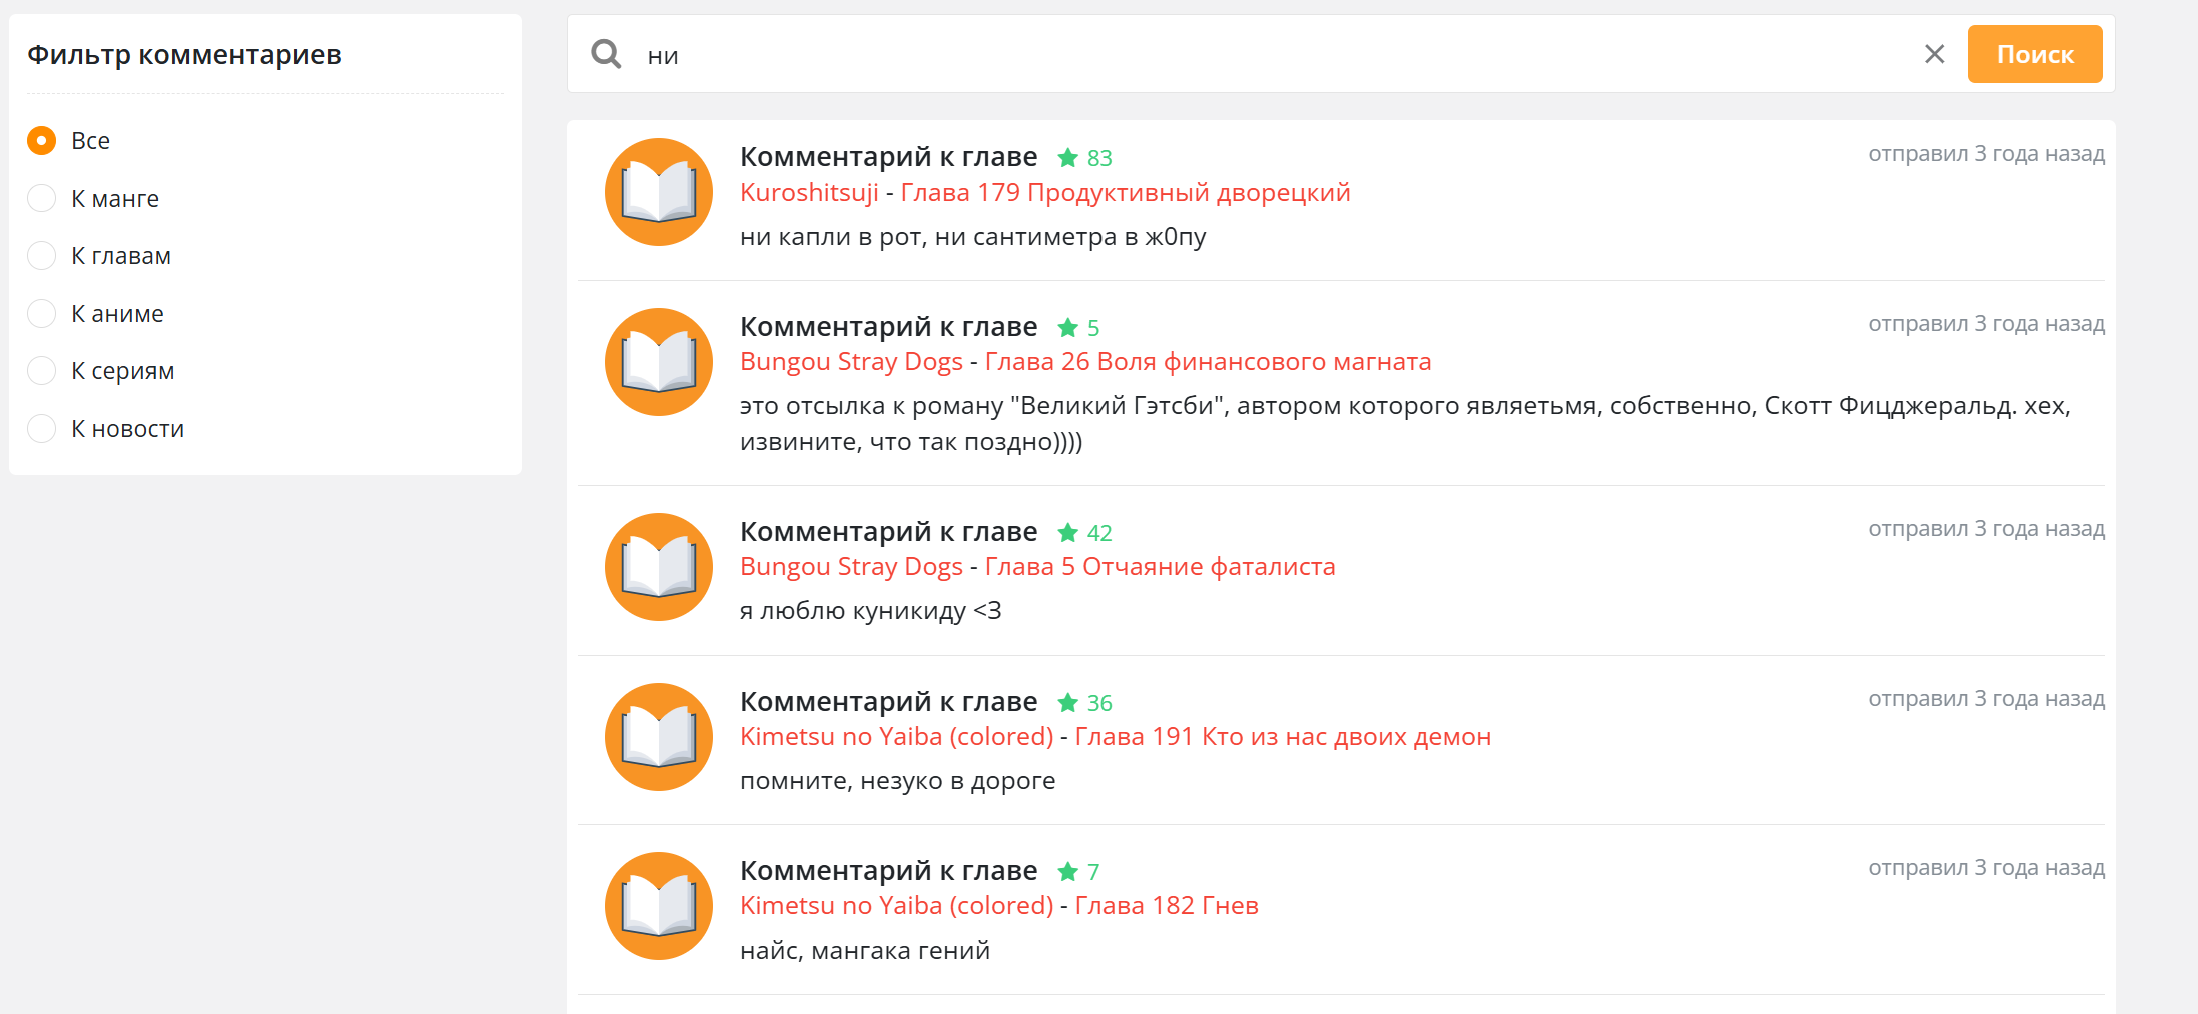 Фильтр комментариев
Все
К манге
К главам
К аниме
К сериям
К новости
ни
Поиск
Комментарий к главе 83
отправил 3 года назад
Kuroshitsuji - Глава 179 Продуктивный дворецкий
ни капли в рот, ни сантиметра в ж0пу
Комментарий к главе 5
отправил 3 года назад
Bungou Stray Dogs - Глава 26 Воля финансового магната
это отсылка к роману "Великий Гэтсби", автором которого являетьмя, собственно, Скотт Фицджеральд. хех,
извините, что так поздно))))
Комментарий к главе 42
отправил 3 года назад
Bungou Stray Dogs - Глава 5 Отчаяние фаталиста
я люблю куникиду <3
Комментарий к главе 36
отправил 3 года назад
Kimetsu no Yaiba (colored) - Глава 191 Кто из нас двоих демон
помните, незуко в дороге
Комментарий к главе 7
отправил 3 года назад
Kimetsu no Yaiba (colored) - Глава 182 Гнев
найс, мангака гений